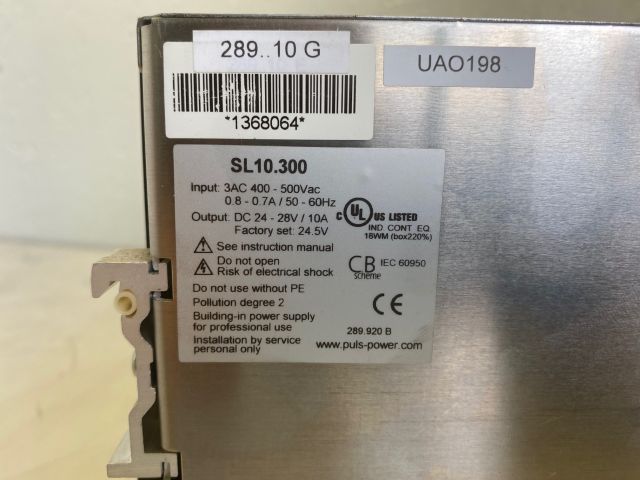 289..10 G
UAO198
*1368064*
SL10.300
Input: 3AC 400 - 500Vac
0.8 - 0.7A / 50 - 60Hz
Output: DC 24 - 28V / 10A
Factory set: 24.5V
C UL US LISTED
IND CONT EQ
18WM (box220%)
See instruction manual
Do not open
Risk of electrical shock
CB scheme
IEC 60950
Do not use without PE
Pollution degree 2
Building-in power supply
for professional use
CE
289.920 B
Installation by service
personal only
www.puls-power.com